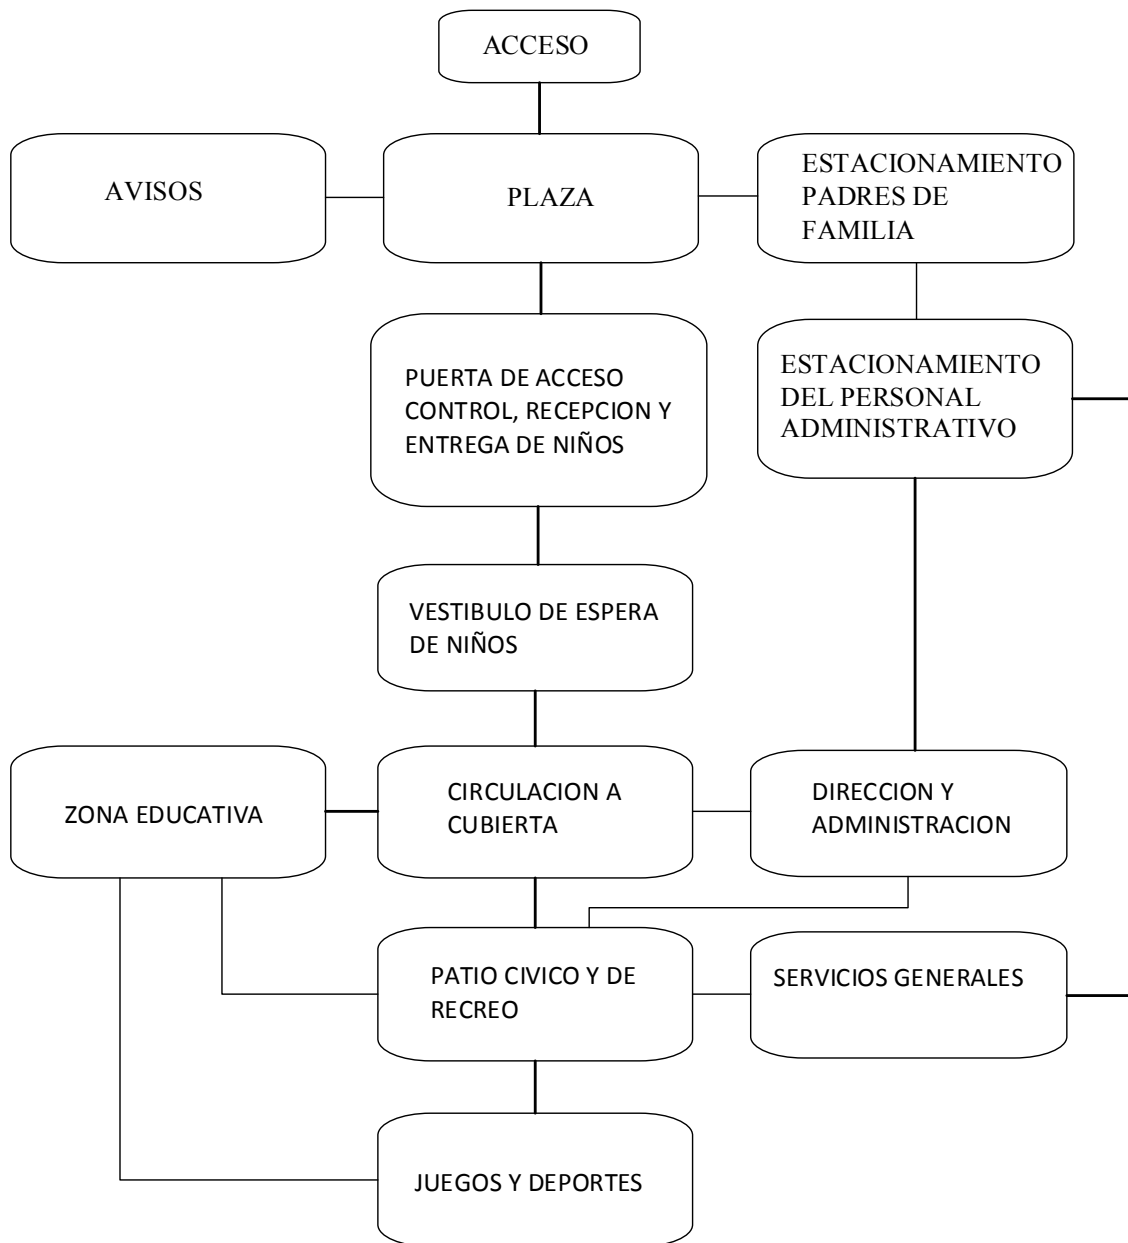 ACCESO
AVISOS
PLAZA
ESTACIONAMIENTO
PADRES DE
FAMILIA
PUERTA DE ACCESO
CONTROL, RECEPCION Y
ENTREGA DE NIÑOS
ESTACIONAMIENTO
DEL PERSONAL
ADMINISTRATIVO
VESTIBULO DE ESPERA
DE NIÑOS
ZONA EDUCATIVA
CIRCULACION A
CUBIERTA
DIRECCION Y
ADMINISTRACION
PATIO CIVICO Y DE
RECREO
SERVICIOS GENERALES
JUEGOS Y DEPORTES